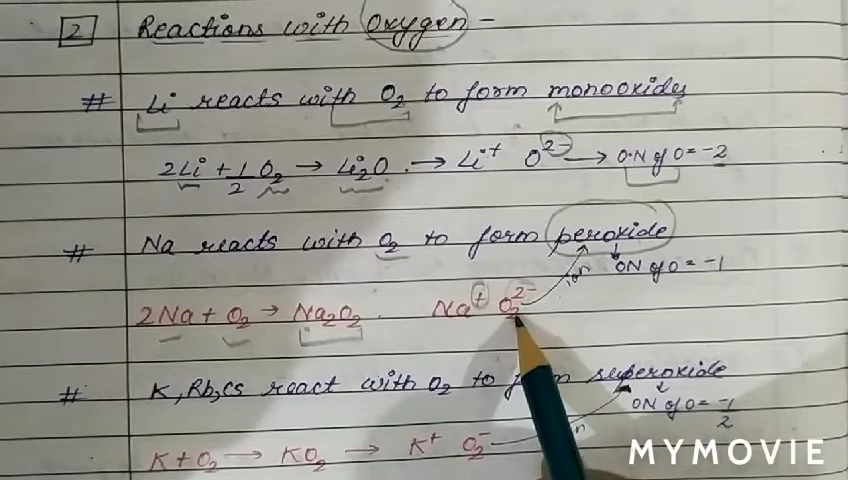 2 Reactions with Oxygen -
# Li reacts with O₂ to form monooxide
2Li + 1/2 O₂ → Li₂O. → Li⁺ O²⁻ → O·N of O = -2
# Na reacts with O₂ to form peroxide
ion ON of O = -1
2Na + O₂ → Na₂O₂. Na⁺ O₂²⁻
# K, Rb, Cs react with O₂ to form superoxide
ON of O = -1/2
K + O₂ → KO₂ → K⁺ O₂⁻
MYMOVIE